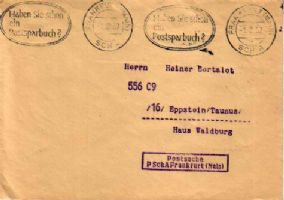 Haben Sie schon
ein
Postsparbuch?
Haben Sie schon
ein
Postsparbuch?
Herrn Heiner Bertalot
556 C9
/16/ Eppstein/Taunus/
Haus Waldburg
Postsache
PSchA Frankfurt (Main)